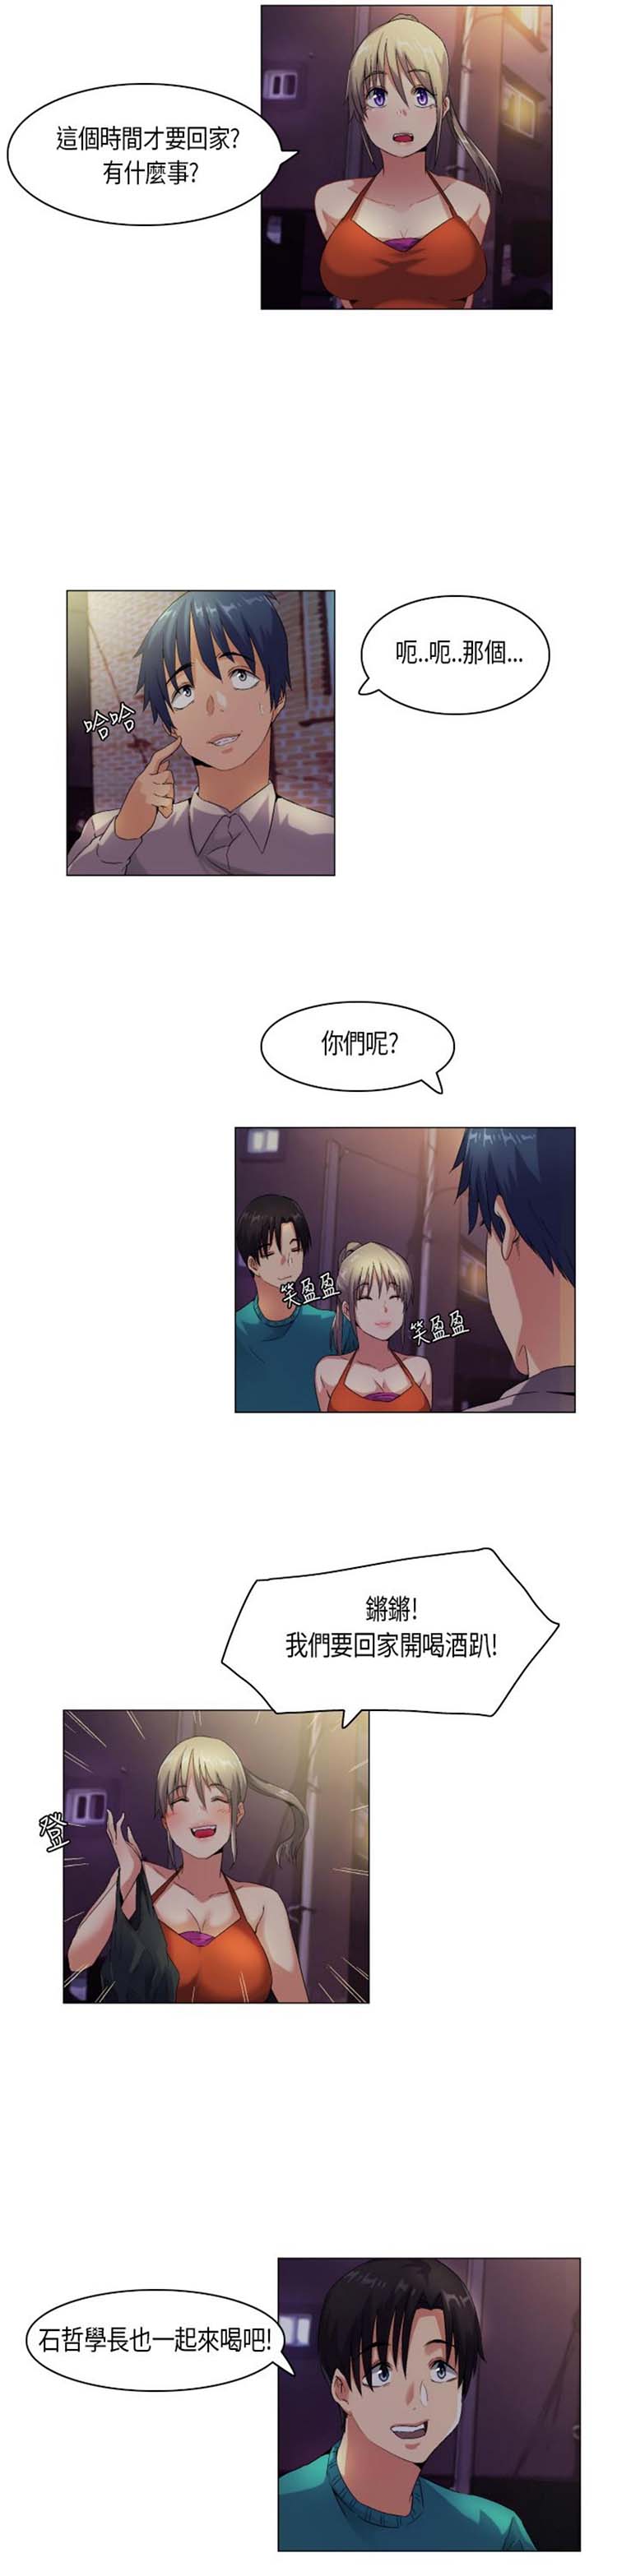 這個時間才要回家?
有什麼事?
呃..呃..那個...
哈哈
你們呢?
笑盈盈
笑盈盈
鏘鏘!
我們要回家開喝酒趴!
登
石哲學長也一起來喝吧!